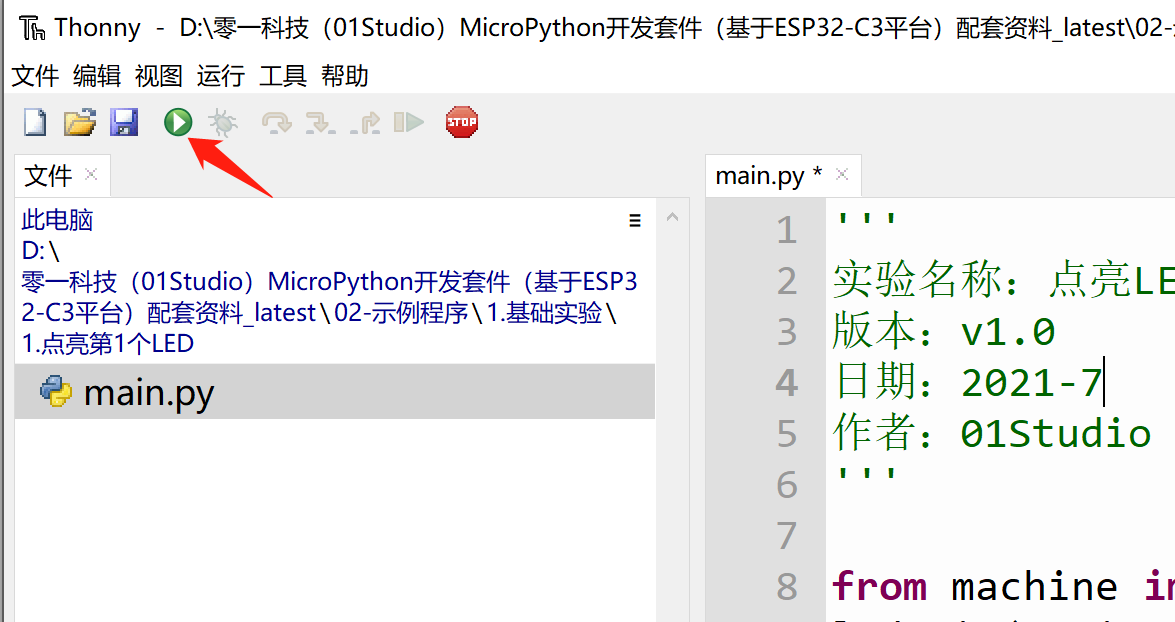 Thonny - D:\零一科技（01Studio）MicroPython开发套件（基于ESP32-C3平台）配套资料_latest\02-
文件 编辑 视图 运行 工具 帮助
STOP
文件
main.py *
此电脑
D:\
零一科技（01Studio）MicroPython开发套件（基于ESP3
2-C3平台）配套资料_latest\02-示例程序\1.基础实验\
1.点亮第1个LED
main.py
1 '''
2 实验名称：点亮LE
3 版本：v1.0
4 日期：2021-7
5 作者：01Studio
6 '''
7
8 from machine im